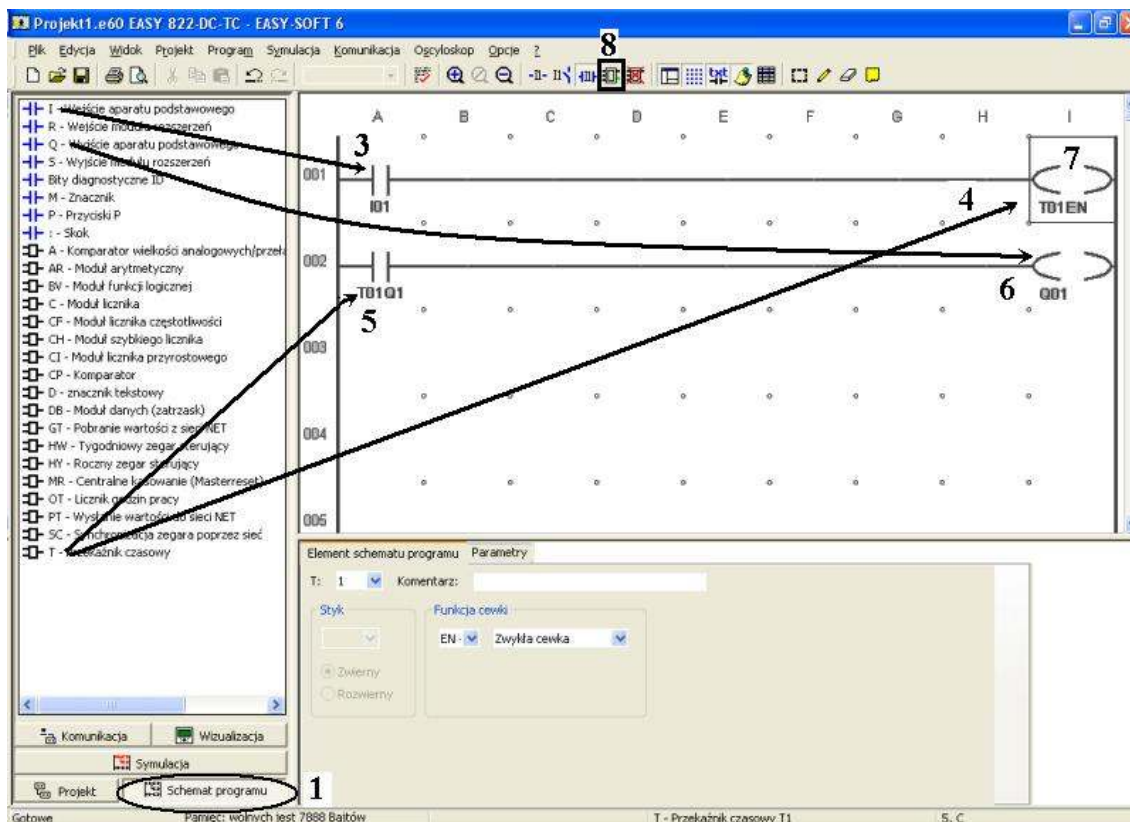 Projekt1.e60 EASY 822-DC-TC - EASY-SOFT 6
Plik Edycja Widok Projekt Program Symulacja Komunikacja Oscyloskop Opcje ?
8
I - Wejście aparatu podstawowego
R - Wejście modułu rozszerzeń
Q - Wyjście aparatu podstawowego
S - Wyjście modułu rozszerzeń
Bity diagnostyczne ID
M - Znacznik
P - Przyciski P
: - Skok
A - Komparator wielkości analogowych/przeł
AR - Moduł arytmetyczny
BV - Moduł funkcji logicznej
C - Moduł licznika
CF - Moduł licznika częstotliwości
CH - Moduł szybkiego licznika
CI - Moduł licznika przyrostowego
CP - Komparator
D - znacznik tekstowy
DB - Moduł danych (zatrzask)
GT - Pobranie wartości z sieci NET
HW - Tygodniowy zegar sterujący
HY - Roczny zegar sterujący
MR - Centralne kasowanie (Masterreset)
OT - Licznik godzin pracy
PT - Wysłanie wartości do sieci NET
SC - Synchronizacja zegara poprzez sieć
T - Przekaźnik czasowy
A B C D E F G H I
3
7
001
I01
4
T01EN
002
T01Q1
5
6
Q01
003
004
005
Element schematu programu Parametry
T: 1 Komentarz:
Styk
Funkcja cewki
EN - Zwykła cewka
Zwierny
Rozwierny
Komunikacja Wizualizacja
Symulacja
Projekt Schemat programu
1
Gotowe Pamięć: wolnych jest 7888 Bajtów T - Przekaźnik czasowy T1 5, C